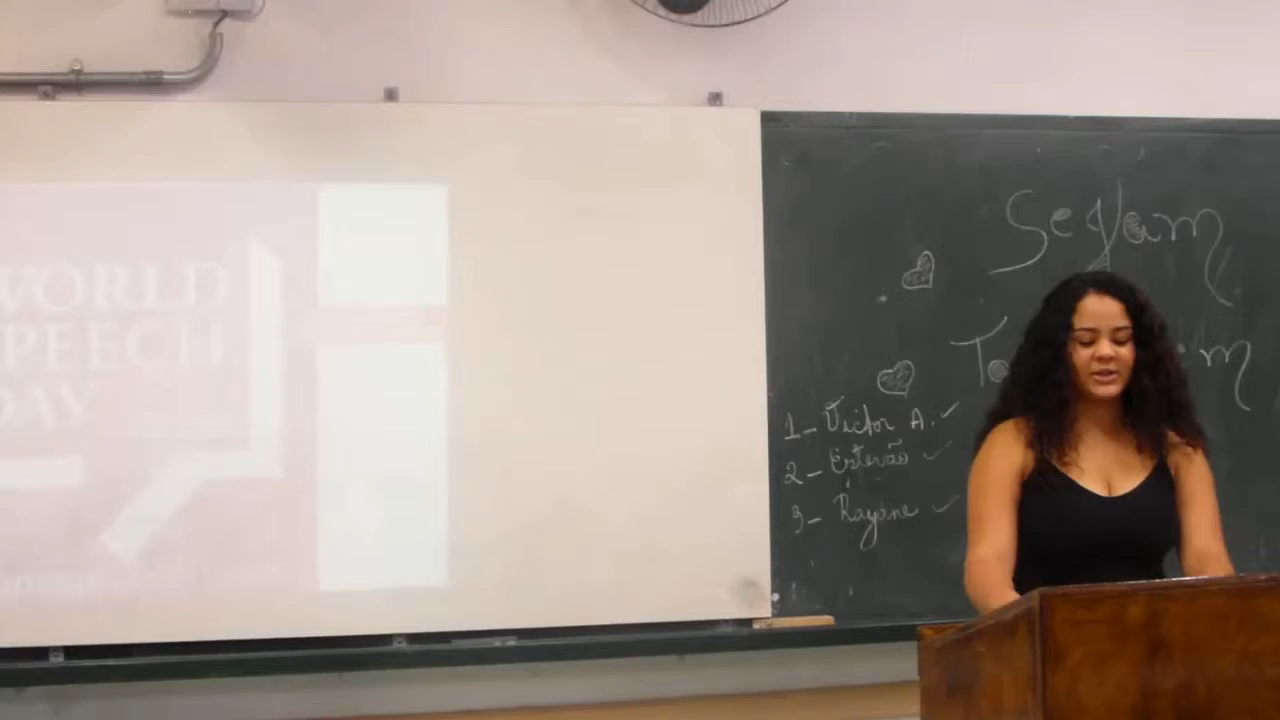 WORLD
SPEECH
DAY
Sejam
1- Victor A. ✓
2- Estevão ✓
3- Rayane ✓